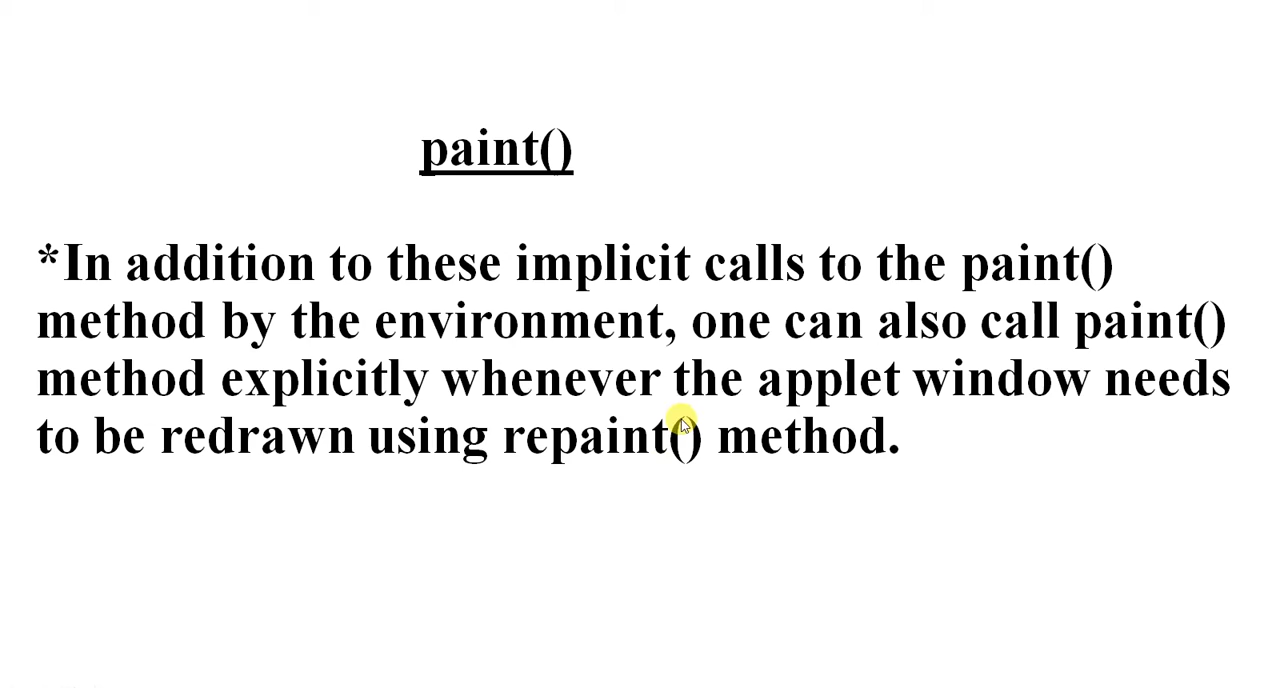 paint()
*In addition to these implicit calls to the paint()
method by the environment, one can also call paint()
method explicitly whenever the applet window needs
to be redrawn using repaint() method.